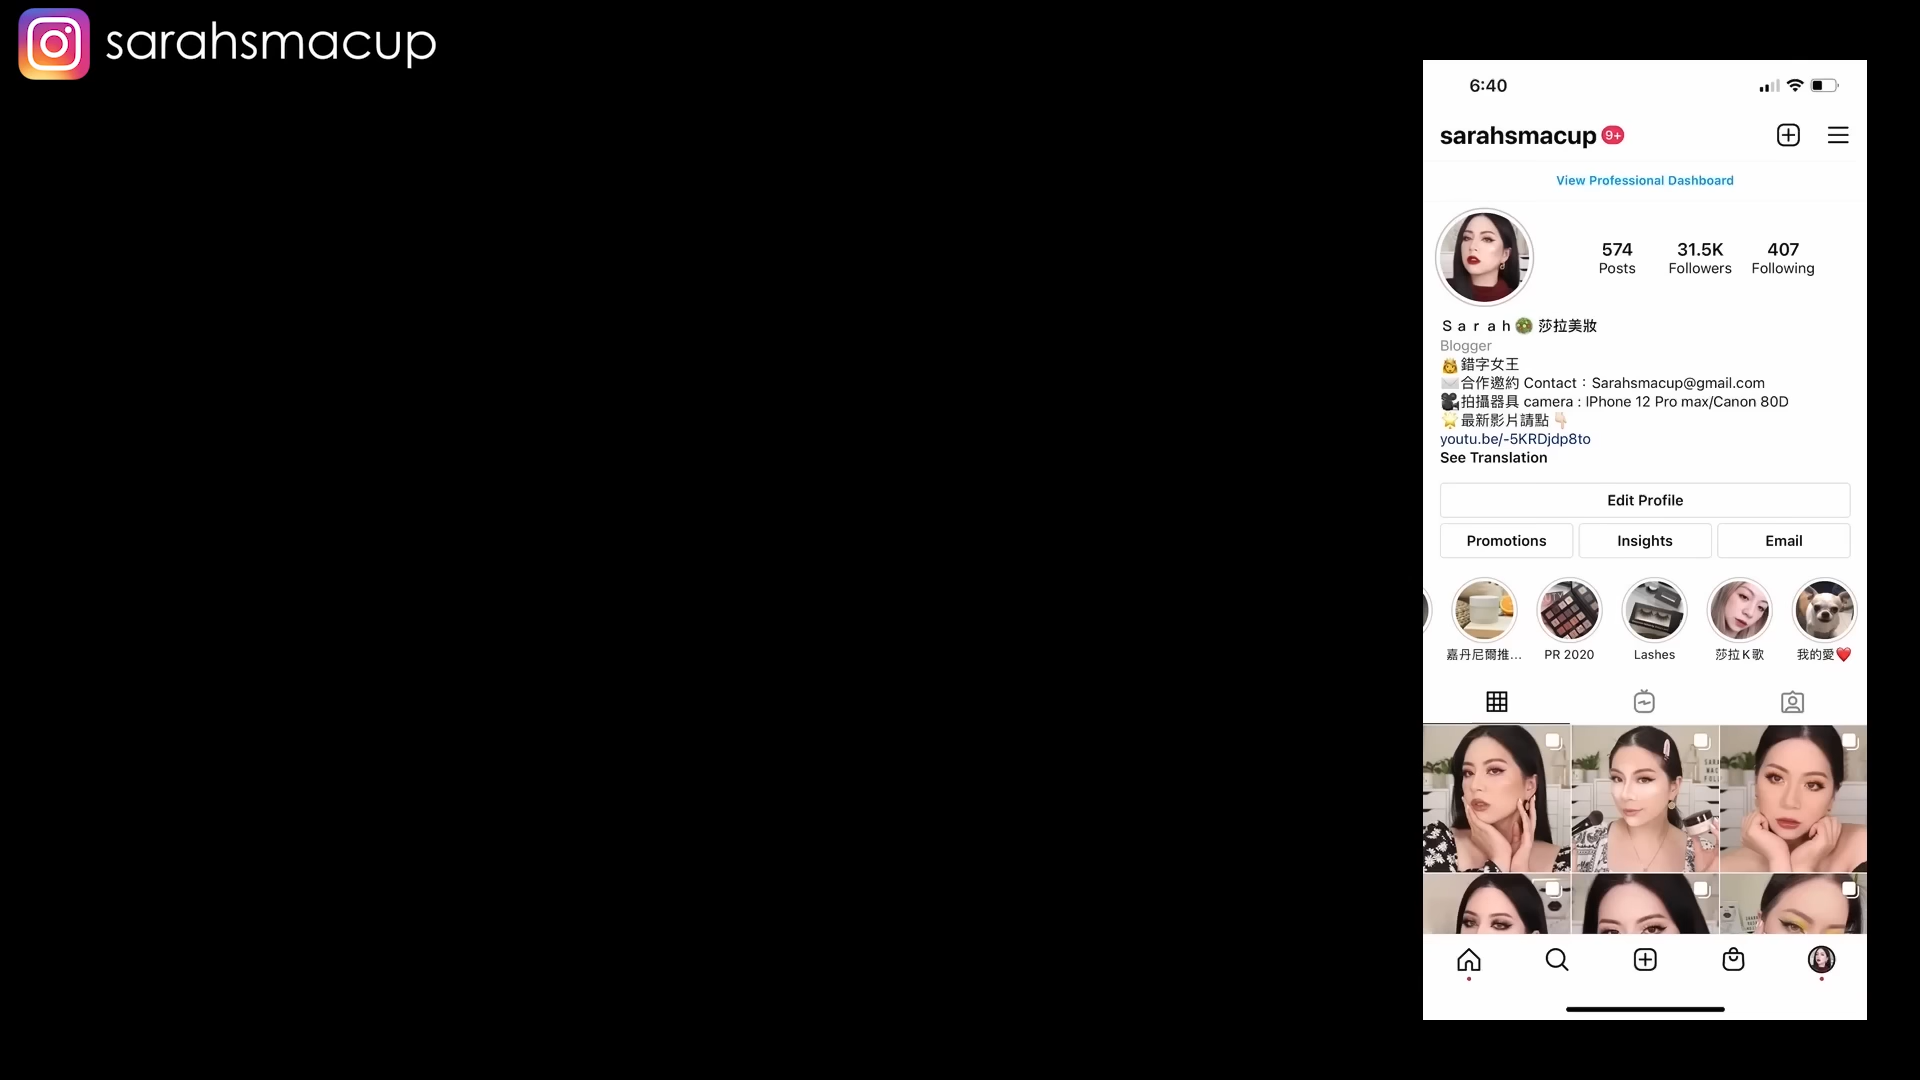 sarahsmacup
6:40
sarahsmacup 9+
View Professional Dashboard
574 31.5K 407
Posts Followers Following
Ｓａｒａｈ 莎拉美妝
Blogger
👸錯字女王
✉️合作邀約 Contact：Sarahsmacup@gmail.com
🎥拍攝器具 camera : IPhone 12 Pro max/Canon 80D
🌟最新影片請點👇🏻
youtu.be/-5KRDjdp8to
See Translation
Edit Profile
Promotions Insights Email
嘉丹尼爾推... PR 2020 Lashes 莎拉K歌 我的愛❤️